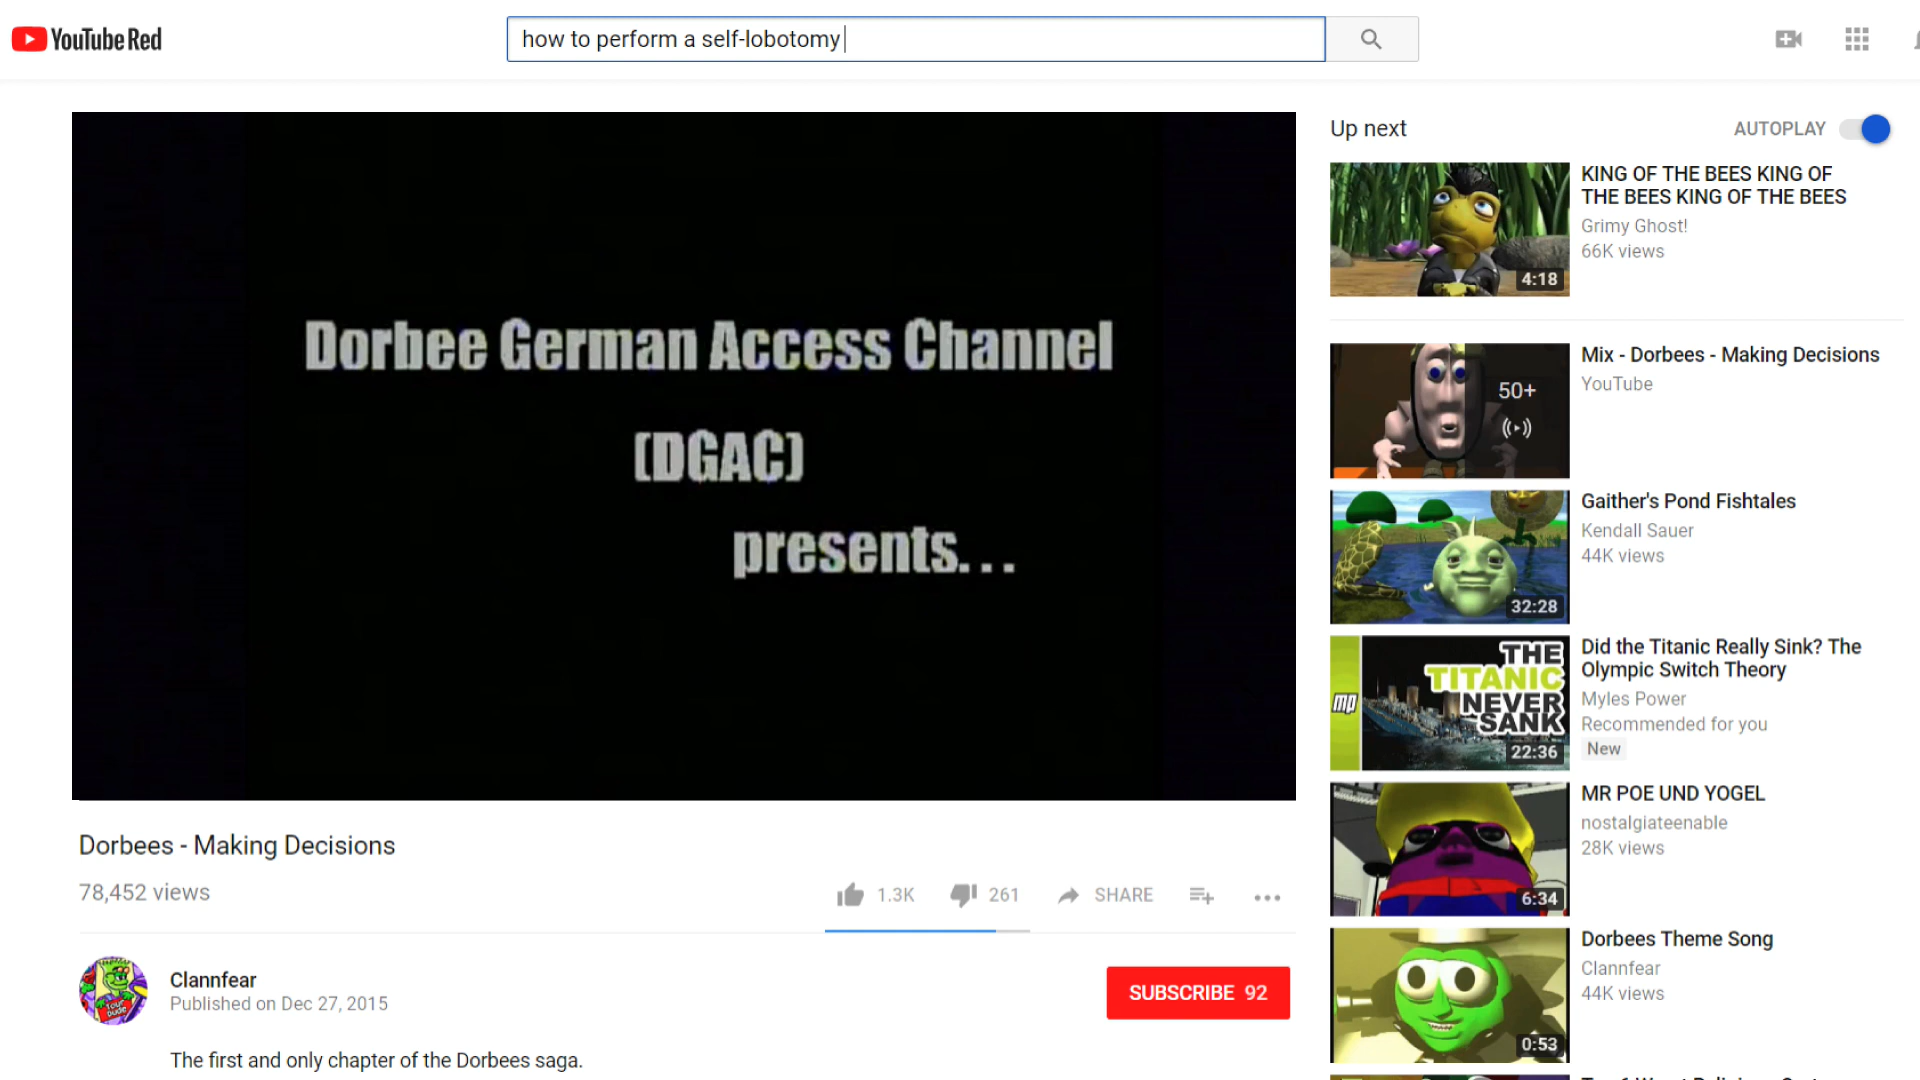 YouTube Red
how to perform a self-lobotomy
Dorbee German Access Channel
(DGAC)
presents...
Dorbees - Making Decisions
78,452 views
1.3K
261
SHARE
Clannfear
Published on Dec 27, 2015
SUBSCRIBE 92
The first and only chapter of the Dorbees saga.
Up next
AUTOPLAY
4:18
KING OF THE BEES KING OF
THE BEES KING OF THE BEES
Grimy Ghost!
66K views
50+
Mix - Dorbees - Making Decisions
YouTube
32:28
Gaither's Pond Fishtales
Kendall Sauer
44K views
mp
THE
TITANIC
NEVER
SANK
22:36
Did the Titanic Really Sink? The
Olympic Switch Theory
Myles Power
Recommended for you
New
6:34
MR POE UND YOGEL
nostalgiateenable
28K views
0:53
Dorbees Theme Song
Clannfear
44K views